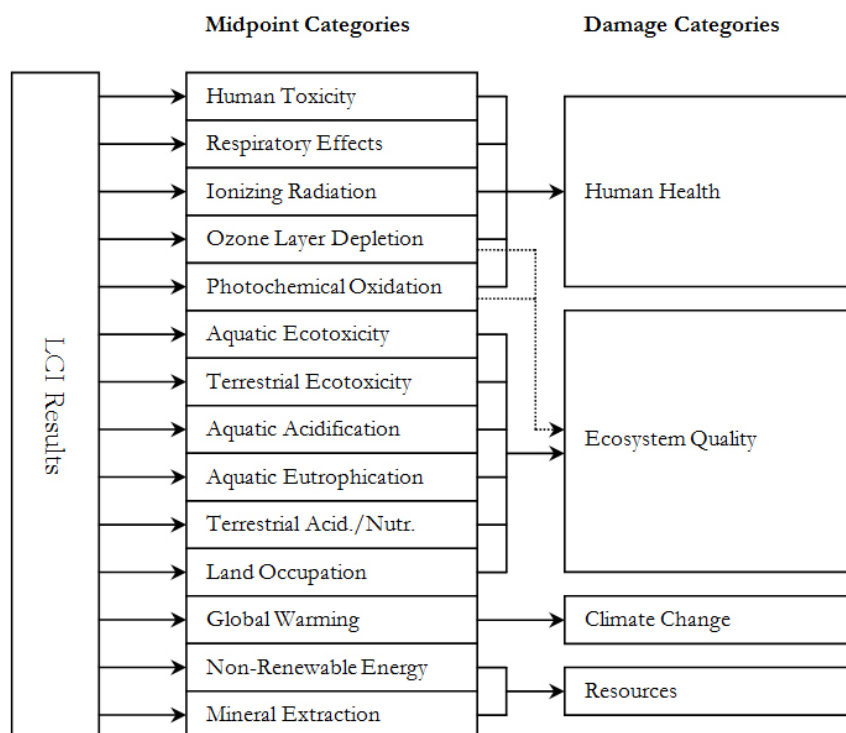 Midpoint Categories
Damage Categories
LCI Results
Human Toxicity
Respiratory Effects
Ionizing Radiation
Ozone Layer Depletion
Photochemical Oxidation
Aquatic Ecotoxicity
Terrestrial Ecotoxicity
Aquatic Acidification
Aquatic Eutrophication
Terrestrial Acid./Nutr.
Land Occupation
Global Warming
Non-Renewable Energy
Mineral Extraction
Human Health
Ecosystem Quality
Climate Change
Resources